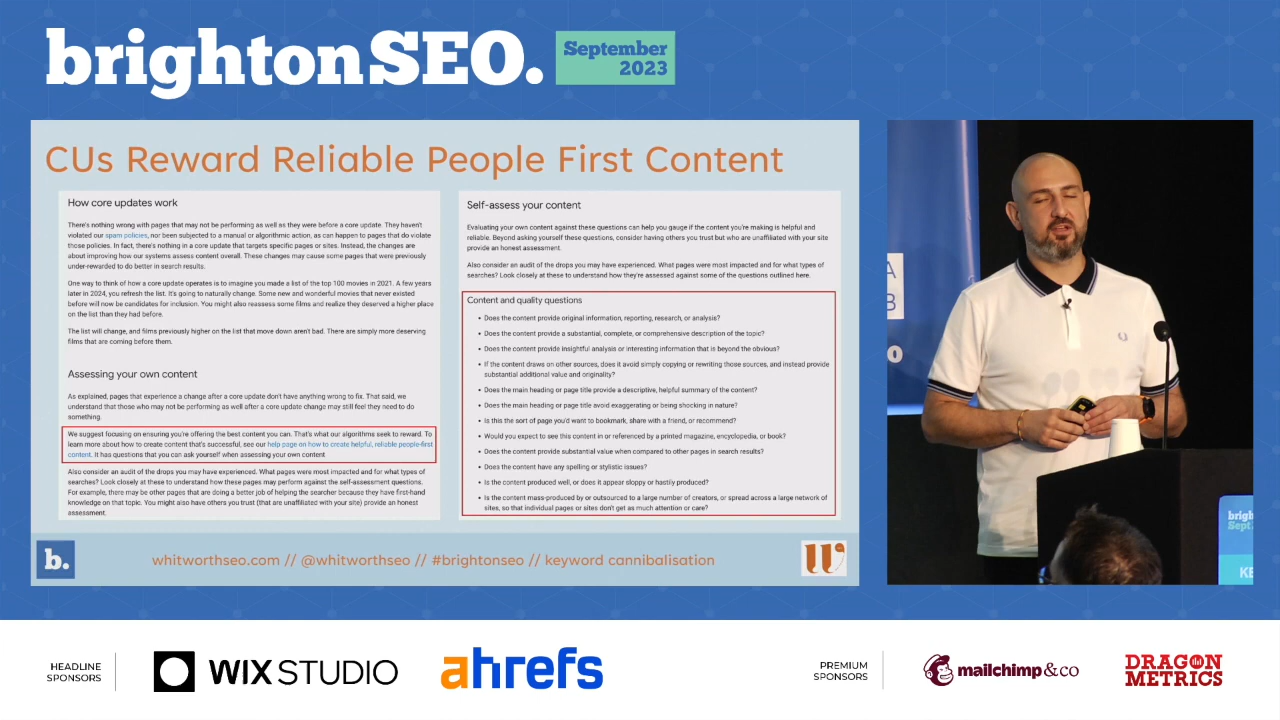 brightonSEO.
September
2023
CUs Reward Reliable People First Content
How core updates work
There's nothing wrong with pages that may not be performing as well as they were before a core update. They haven't
violated our spam policies, nor been subjected to a manual or algorithmic action, as can happen to pages that do violate
those policies. In fact, there's nothing in a core update that targets specific pages or sites. Instead, the changes are
about improving how our systems assess content overall. These changes may cause some pages that were previously
under-rewarded to do better in search results.
One way to think of how a core update operates is to imagine you made a list of the top 100 movies in 2021. A few years
later in 2024, you refresh the list. It's going to naturally change. Some new and wonderful movies that never existed
before will now be candidates for inclusion. You might also reassess some films and realize they deserved a higher place
on the list than they had before.
The list will change, and films previously higher on the list that move down aren't bad. There are simply more deserving
films that are coming before them.
Assessing your own content
As explained, pages that experience a change after a core update don't have anything wrong to fix. That said, we
understand that those who may not be performing as well after a core update change may still feel they need to do
something.
We suggest focusing on ensuring you're offering the best content you can. That's what our algorithms seek to reward. To
learn more about how to create content that's successful, see our help page on how to create helpful, reliable people-first
content. It has questions that you can ask yourself when assessing your own content
Also consider an audit of the drops you may have experienced. What pages were most impacted and for what types of
searches? Look closely at these to understand how these pages may perform against the self-assessment questions.
For example, there may be other pages that are doing a better job of helping the searcher because they have first-hand
knowledge on that topic. You might also have others you trust (that are unaffiliated with your site) provide an honest
assessment.
Self-assess your content
Evaluating your own content against these questions can help you gauge if the content you're making is helpful and
reliable. Beyond asking yourself these questions, consider having others you trust but who are unaffiliated with your site
provide an honest assessment.
Also consider an audit of the drops you may have experienced. What pages were most impacted and for what types of
searches? Look closely at these to understand how they're assessed against some of the questions outlined here.
Content and quality questions
• Does the content provide original information, reporting, research, or analysis?
• Does the content provide a substantial, complete, or comprehensive description of the topic?
• Does the content provide insightful analysis or interesting information that is beyond the obvious?
• If the content draws on other sources, does it avoid simply copying or rewriting those sources, and instead provide
substantial additional value and originality?
• Does the main heading or page title provide a descriptive, helpful summary of the content?
• Does the main heading or page title avoid exaggerating or being shocking in nature?
• Is this the sort of page you'd want to bookmark, share with a friend, or recommend?
• Would you expect to see this content in or referenced by a printed magazine, encyclopedia, or book?
• Does the content provide substantial value when compared to other pages in search results?
• Does the content have any spelling or stylistic issues?
• Is the content produced well, or does it appear sloppy or hastily produced?
• Is the content mass-produced by or outsourced to a large number of creators, or spread across a large network of
sites, so that individual pages or sites don't get as much attention or care?
b.
whitworthseo.com // @whitworthseo // #brightonseo // keyword cannibalisation
W
A
B
O
brigh
Sept
KE
HEADLINE
SPONSORS
WIX STUDIO
ahrefs
PREMIUM
SPONSORS
mailchimp&co
DRAGON
METRICS